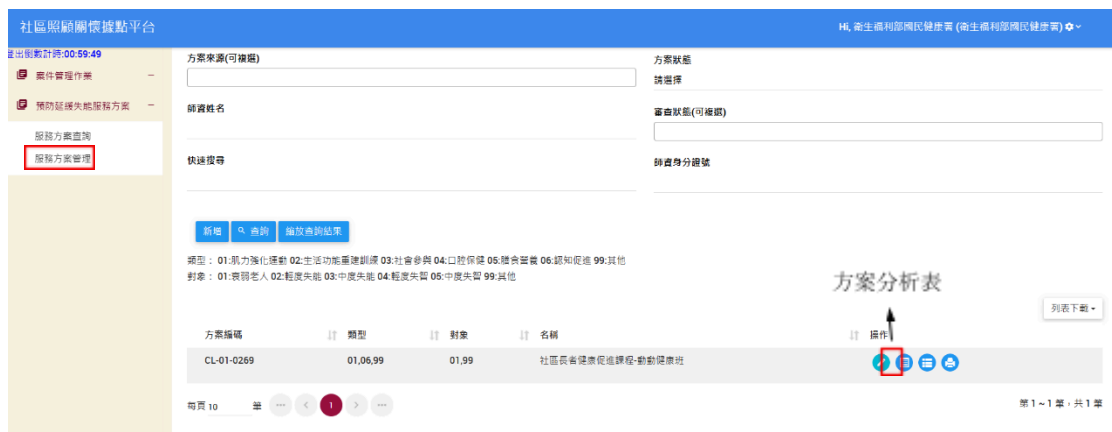 社區照顧關懷據點平台
Hi, 衛生福利部國民健康署 (衛生福利部國民健康署)
登出倒數計時:00:59:49
案件管理作業
預防延緩失能服務方案
服務方案查詢
服務方案管理
方案來源(可複選)
方案狀態
請選擇
師資姓名
審查狀態(可複選)
快速搜尋
師資身分證號
新增
查詢
縮放查詢結果
類型： 01:肌力強化運動 02:生活功能重建訓練 03:社會參與 04:口腔保健 05:膳食營養 06:認知促進 99:其他
對象： 01:衰弱老人 02:輕度失能 03:中度失能 04:輕度失智 05:中度失智 99:其他
方案分析表
列表下載
方案編碼 類型 對象 名稱 操作
CL-01-0269 01,06,99 01,99 社區長者健康促進課程-動動健康班
每頁 10 筆 ... < 1 > ... 第 1 ~ 1 筆，共 1 筆